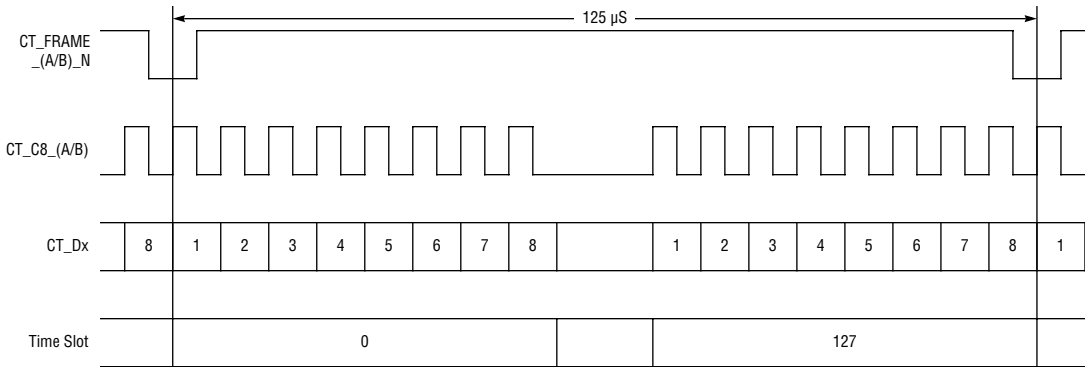 125 µS
CT_FRAME
_(A/B)_N
CT_C8_(A/B)
CT_Dx 8 1 2 3 4 5 6 7 8 1 2 3 4 5 6 7 8 1
Time Slot 0 127